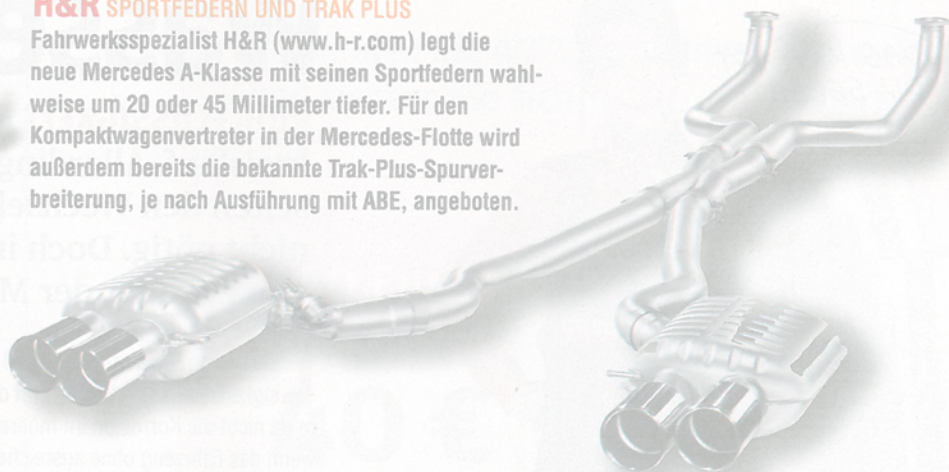 H&R SPORTFEDERN UND TRAK PLUS
Fahrwerksspezialist H&R (www.h-r.com) legt die
neue Mercedes A-Klasse mit seinen Sportfedern wahl-
weise um 20 oder 45 Millimeter tiefer. Für den
Kompaktwagenvertreter in der Mercedes-Flotte wird
außerdem bereits die bekannte Trak-Plus-Spurver-
breiterung, je nach Ausführung mit ABE, angeboten.